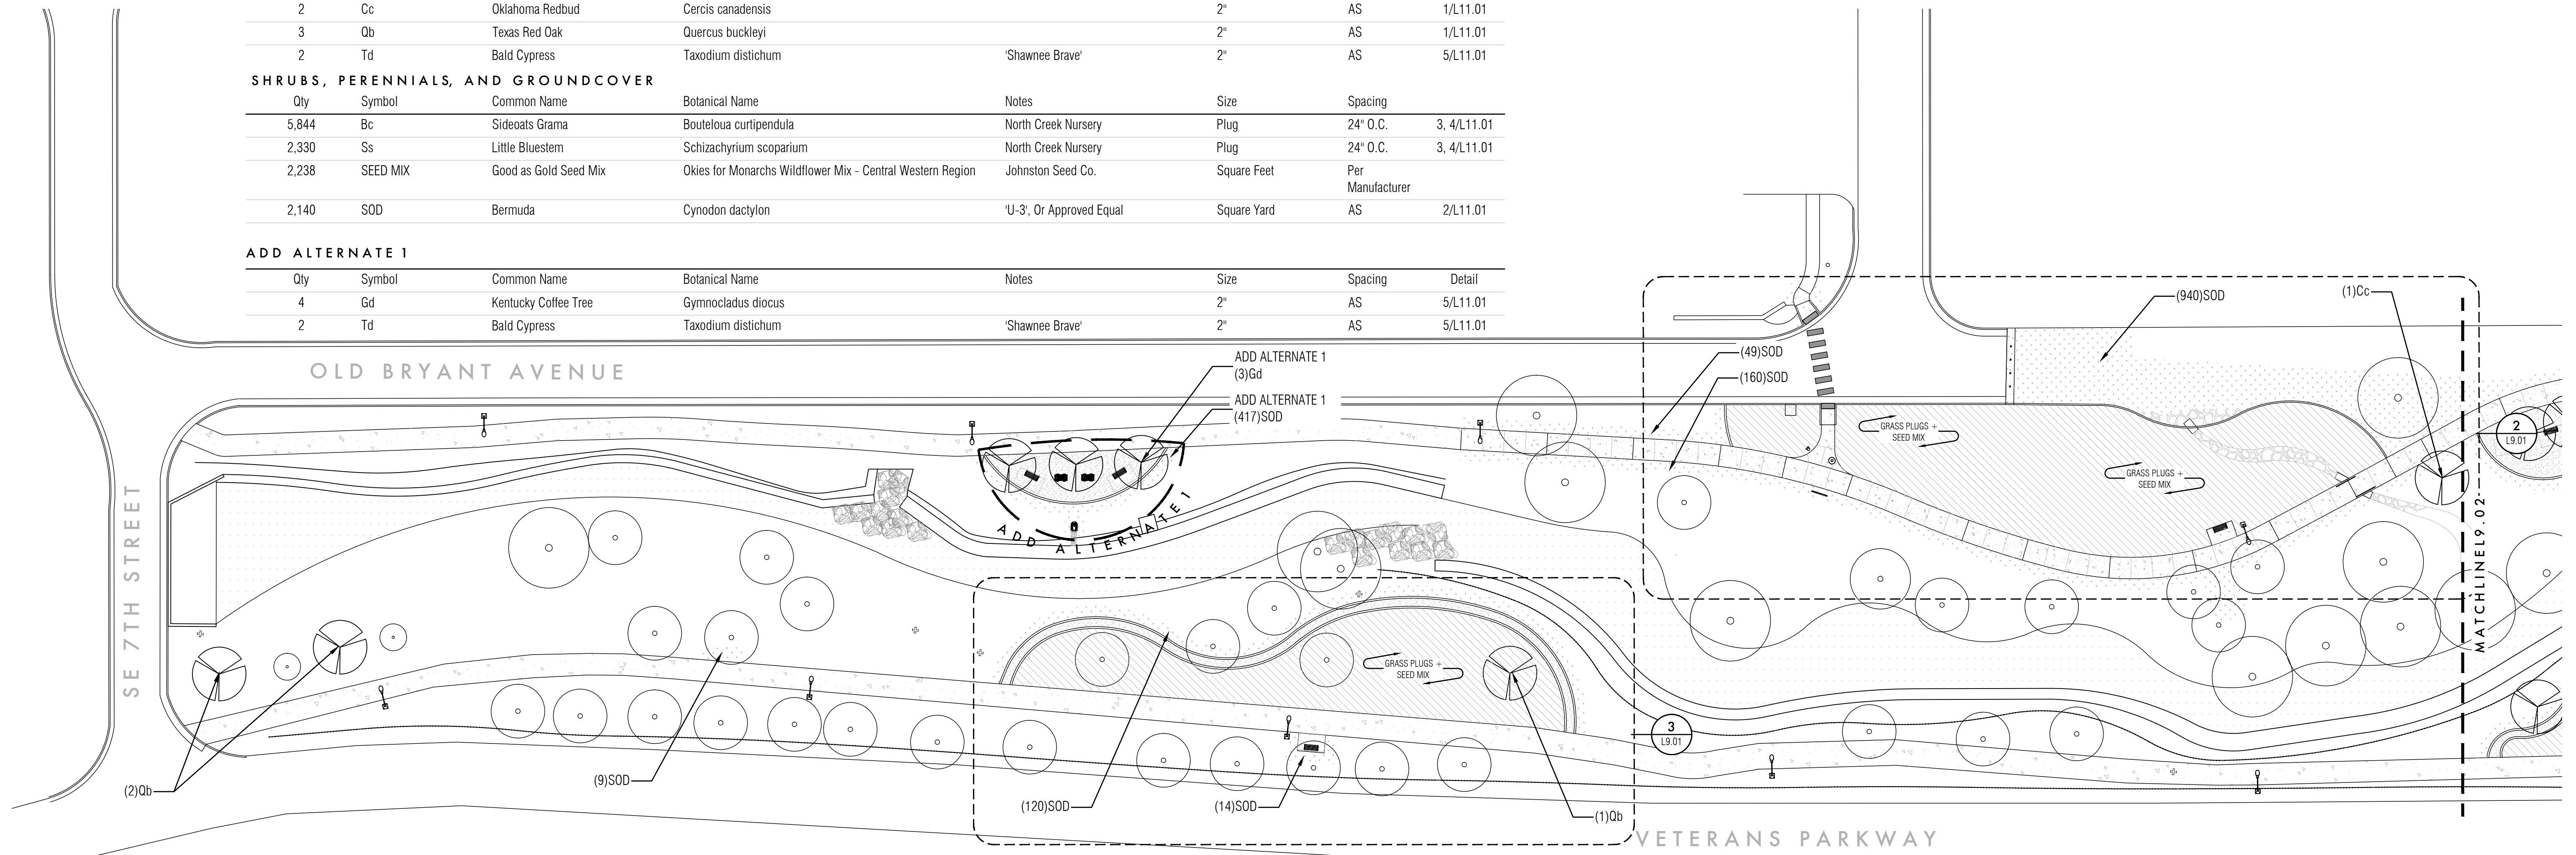 2 Cc Oklahoma Redbud Cercis canadensis 2" AS 1/L11.01
3 Qb Texas Red Oak Quercus buckleyi 2" AS 1/L11.01
2 Td Bald Cypress Taxodium distichum 'Shawnee Brave' 2" AS 5/L11.01
SHRUBS, PERENNIALS, AND GROUNDCOVER
Qty Symbol Common Name Botanical Name Notes Size Spacing
5,844 Bc Sideoats Grama Bouteloua curtipendula North Creek Nursery Plug 24" O.C. 3, 4/L11.01
2,330 Ss Little Bluestem Schizachyrium scoparium North Creek Nursery Plug 24" O.C. 3, 4/L11.01
2,238 SEED MIX Good as Gold Seed Mix Okies for Monarchs Wildflower Mix - Central Western Region Johnston Seed Co. Square Feet Per
Manufacturer
2,140 SOD Bermuda Cynodon dactylon 'U-3', Or Approved Equal Square Yard AS 2/L11.01
ADD ALTERNATE 1
Qty Symbol Common Name Botanical Name Notes Size Spacing Detail
4 Gd Kentucky Coffee Tree Gymnocladus diocus 2" AS 5/L11.01
2 Td Bald Cypress Taxodium distichum 'Shawnee Brave' 2" AS 5/L11.01
(940)SOD
(1)Cc
OLD BRYANT AVENUE
ADD ALTERNATE 1
(3)Gd
(49)SOD
(160)SOD
ADD ALTERNATE 1
(417)SOD
GRASS PLUGS +
SEED MIX
2
L9.01
GRASS PLUGS +
SEED MIX
ADD ALTERNATE 1
SE 7TH STREET
MATCHLINE L9.02
GRASS PLUGS +
SEED MIX
3
L9.01
(2)Qb
(9)SOD
(120)SOD
(14)SOD
(1)Qb
VETERANS PARKWAY